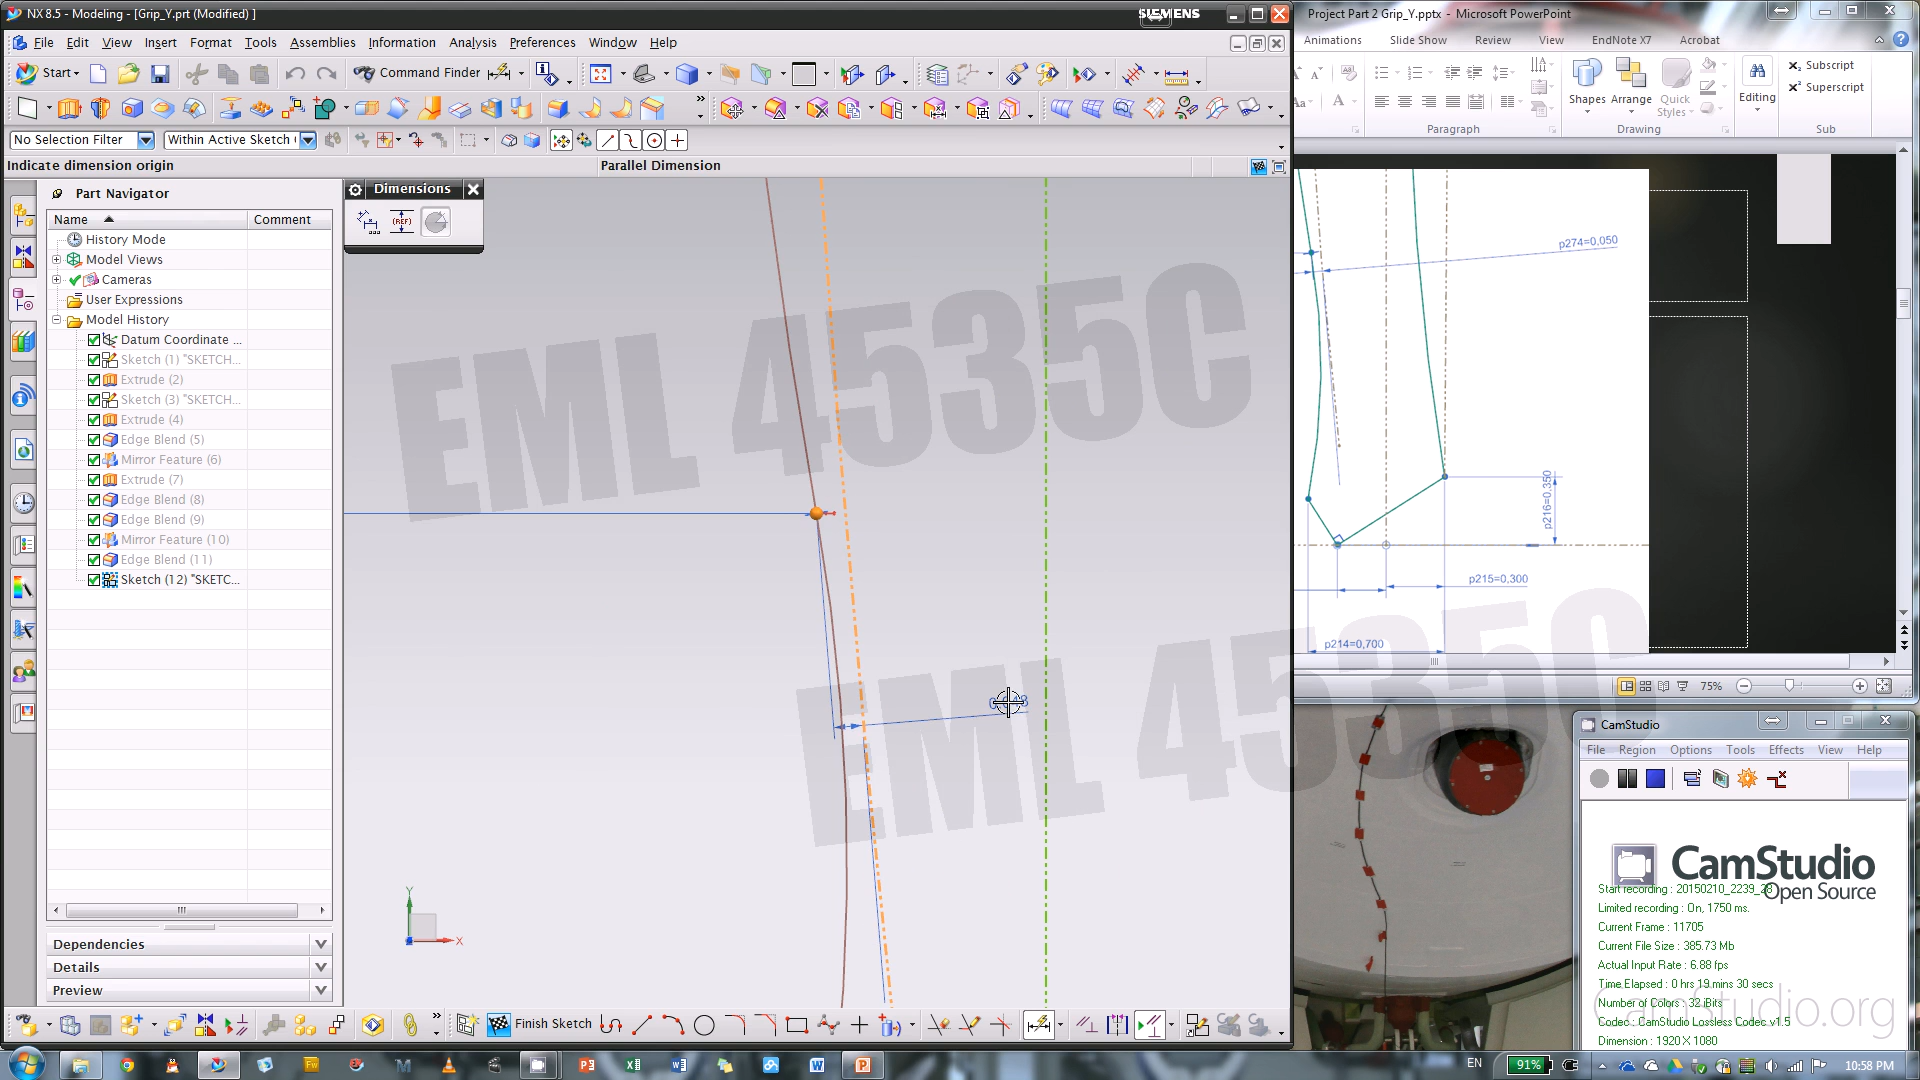 NX 8.5 - Modeling - [Grip_Y.prt (Modified) ]
SIEMENS
File Edit View Insert Format Tools Assemblies Information Analysis Preferences Window Help
Start Command Finder
No Selection Filter Within Active Sketch
Indicate dimension origin
Parallel Dimension
Part Navigator
Name Comment
History Mode
Model Views
Cameras
User Expressions
Model History
Datum Coordinate ...
Sketch (1) "SKETCH...
Extrude (2)
Sketch (3) "SKETCH...
Extrude (4)
Edge Blend (5)
Mirror Feature (6)
Extrude (7)
Edge Blend (8)
Edge Blend (9)
Mirror Feature (10)
Edge Blend (11)
Sketch (12) "SKETC...
Dependencies
Details
Preview
Dimensions
(REF)
EML 4535C
EML 4535C
Y
X
Finish Sketch
Project Part 2 Grip_Y.pptx - Microsoft PowerPoint
Animations Slide Show Review View EndNote X7 Acrobat
Shapes Arrange Quick Styles Editing
Subscript
Superscript
Paragraph Drawing Sub
p274=0,050
p216=0,350
p215=0,300
p214=0,700
75%
CamStudio
File Region Options Tools Effects View Help
CamStudio
Open Source
Start recording : 20150210_2239_28
Limited recording : On, 1750 ms.
Current Frame : 11705
Current File Size : 385.73 Mb
Actual Input Rate : 6.88 fps
Time Elapsed : 0 hrs 19 mins 30 secs
Number of Colors : 32 Bits
Codec : CamStudio Lossless Codec v1.5
Dimension : 1920 X 1080
CamStudio.org
EN 91% 10:58 PM